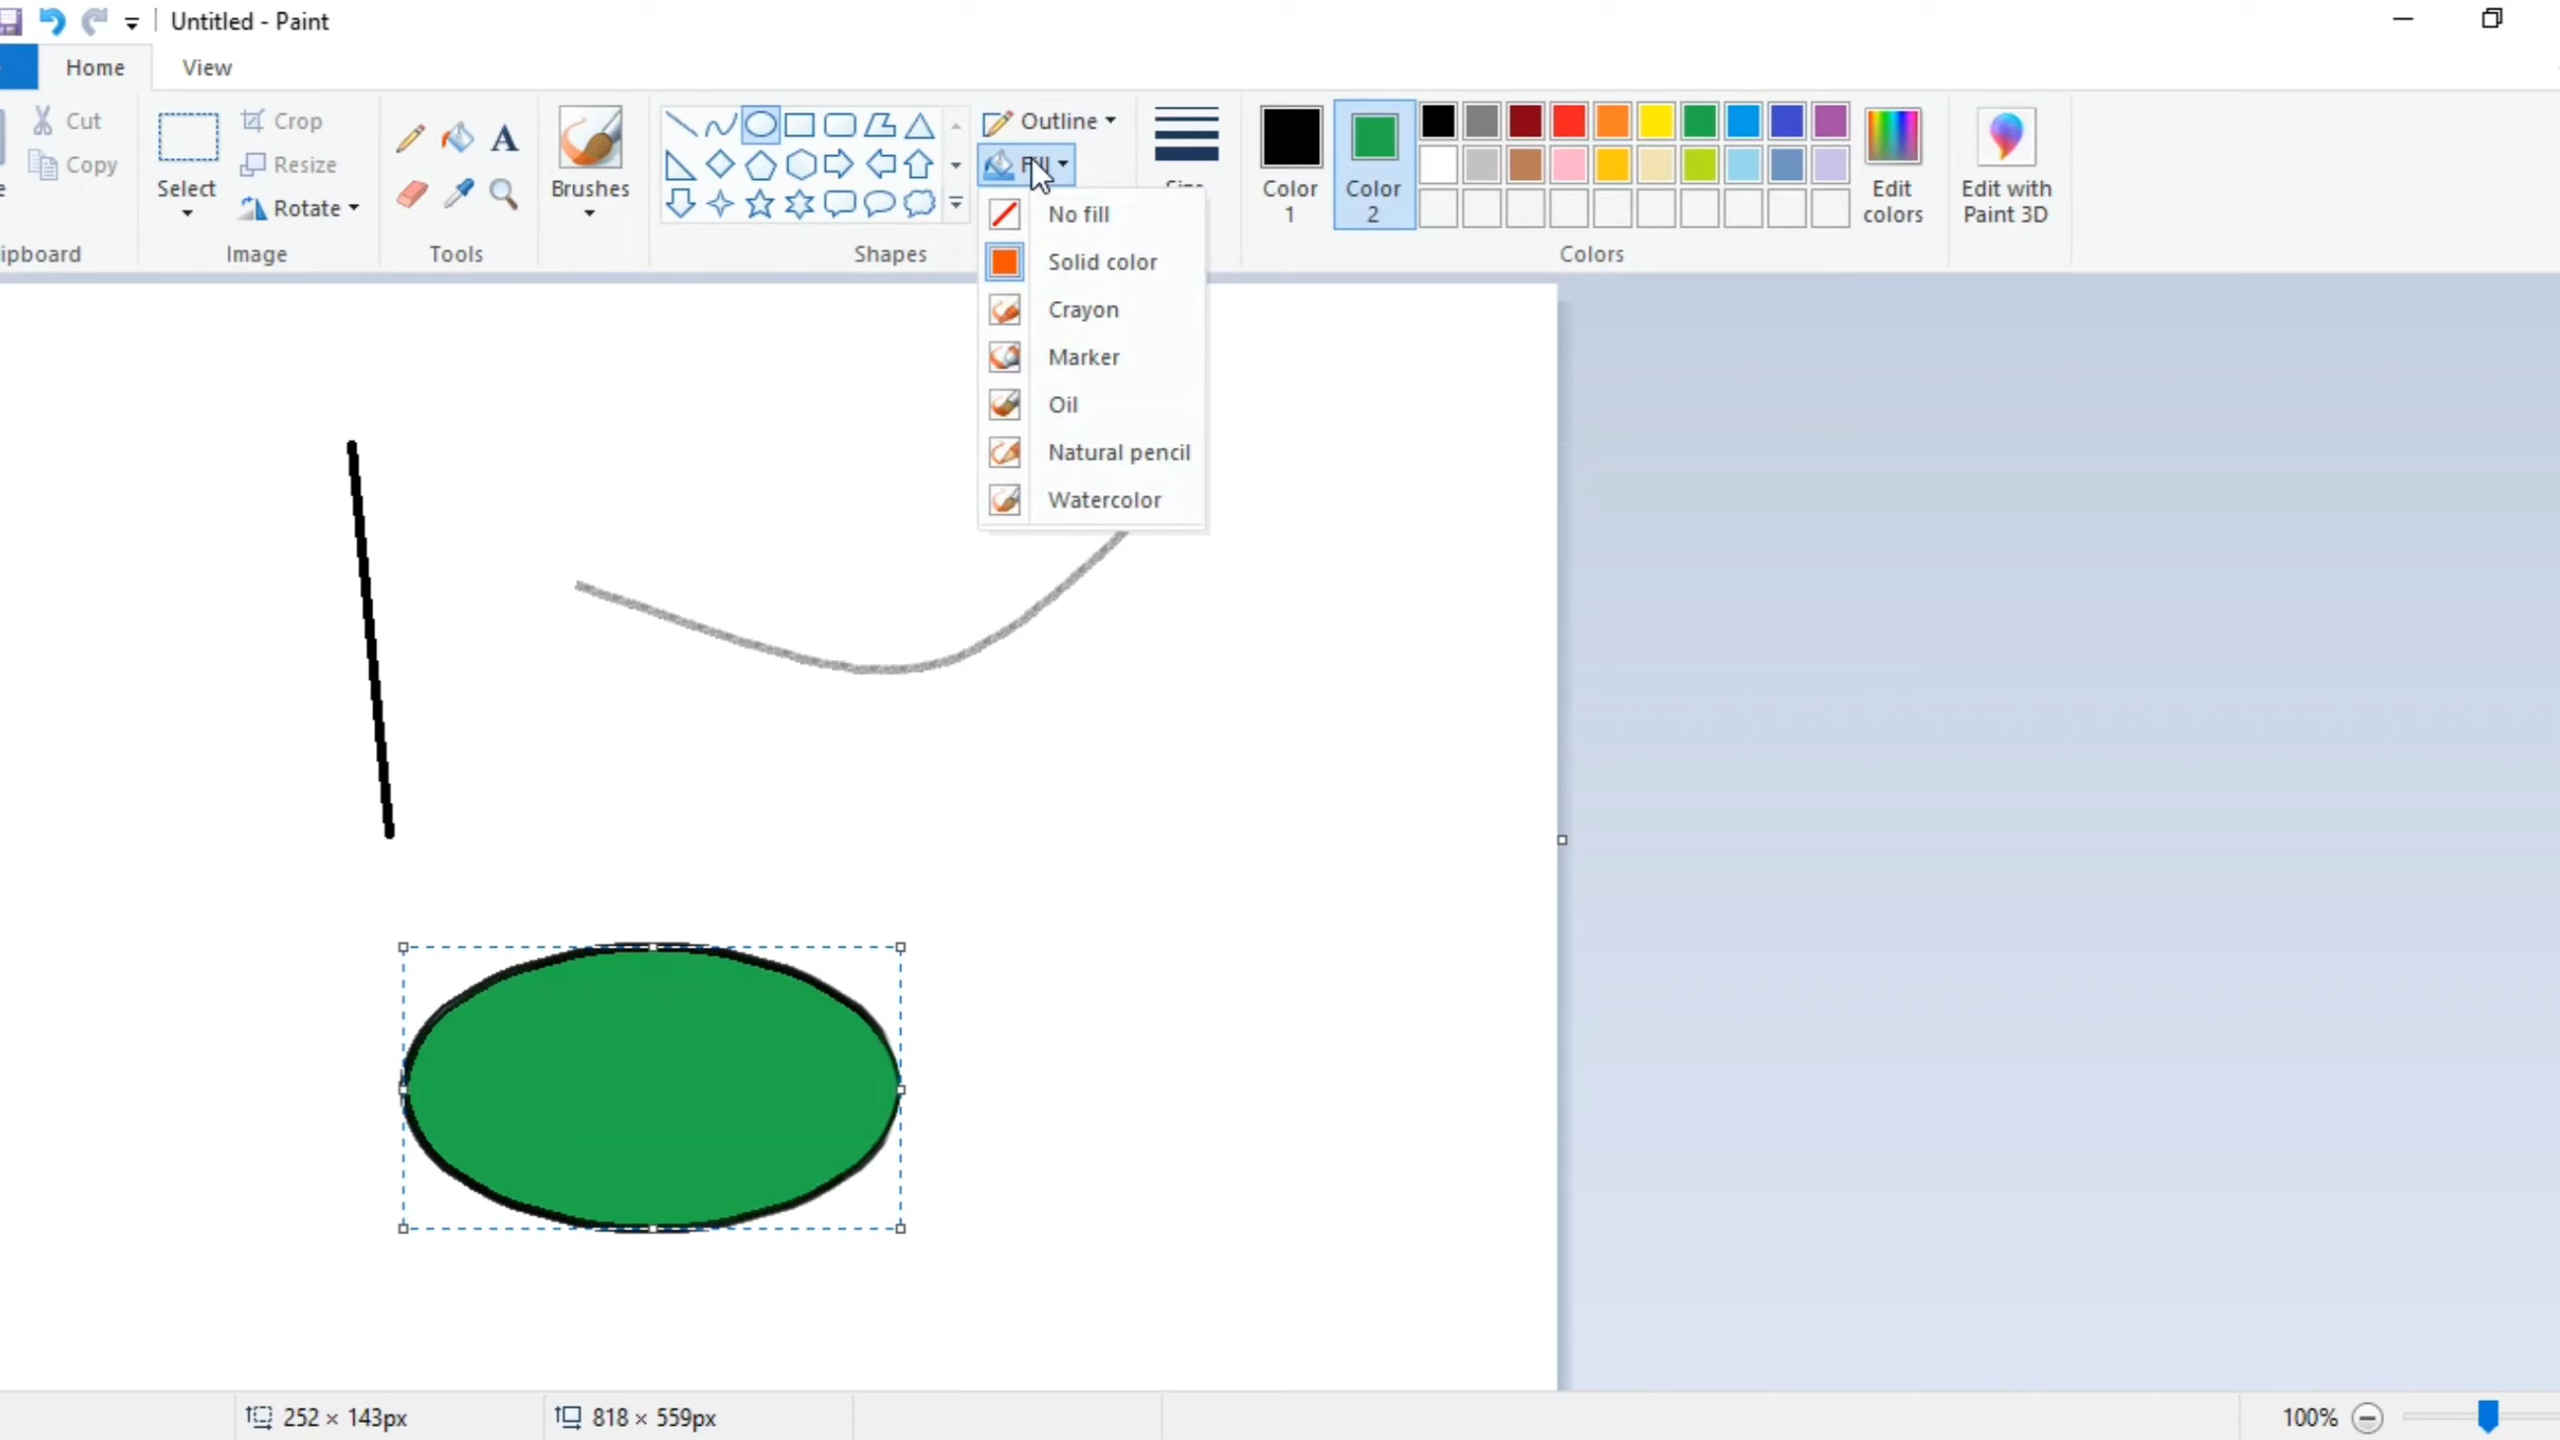 Untitled - Paint
Home
View
Cut
Copy
Select
Crop
Resize
Rotate
Brushes
Outline
Fill
Color
1
Color
2
Edit
colors
Edit with
Paint 3D
Image
Tools
Shapes
Colors
No fill
Solid color
Crayon
Marker
Oil
Natural pencil
Watercolor
252 × 143px
818 × 559px
100%